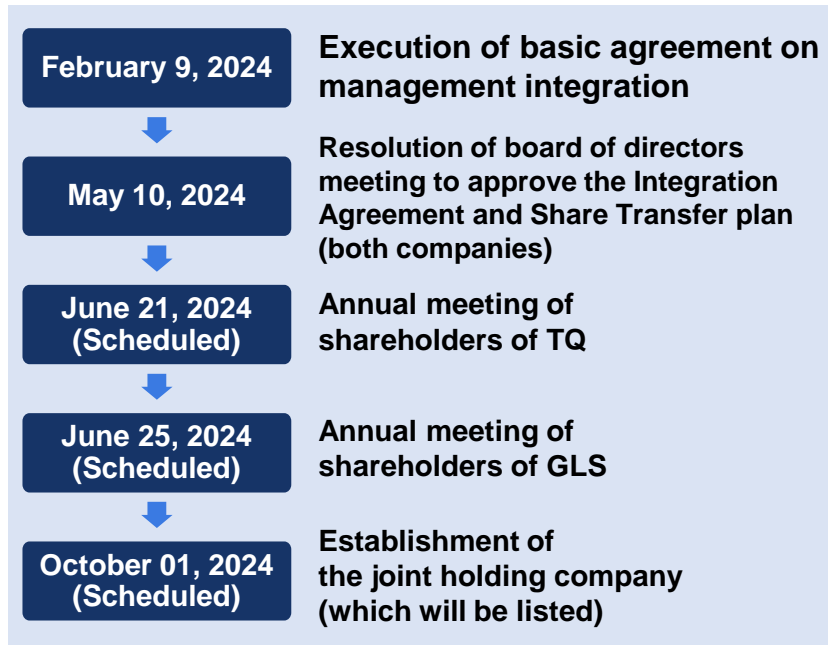 February 9, 2024
Execution of basic agreement on
management integration
May 10, 2024
Resolution of board of directors
meeting to approve the Integration
Agreement and Share Transfer plan
(both companies)
June 21, 2024
(Scheduled)
Annual meeting of
shareholders of TQ
June 25, 2024
(Scheduled)
Annual meeting of
shareholders of GLS
October 01, 2024
(Scheduled)
Establishment of
the joint holding company
(which will be listed)